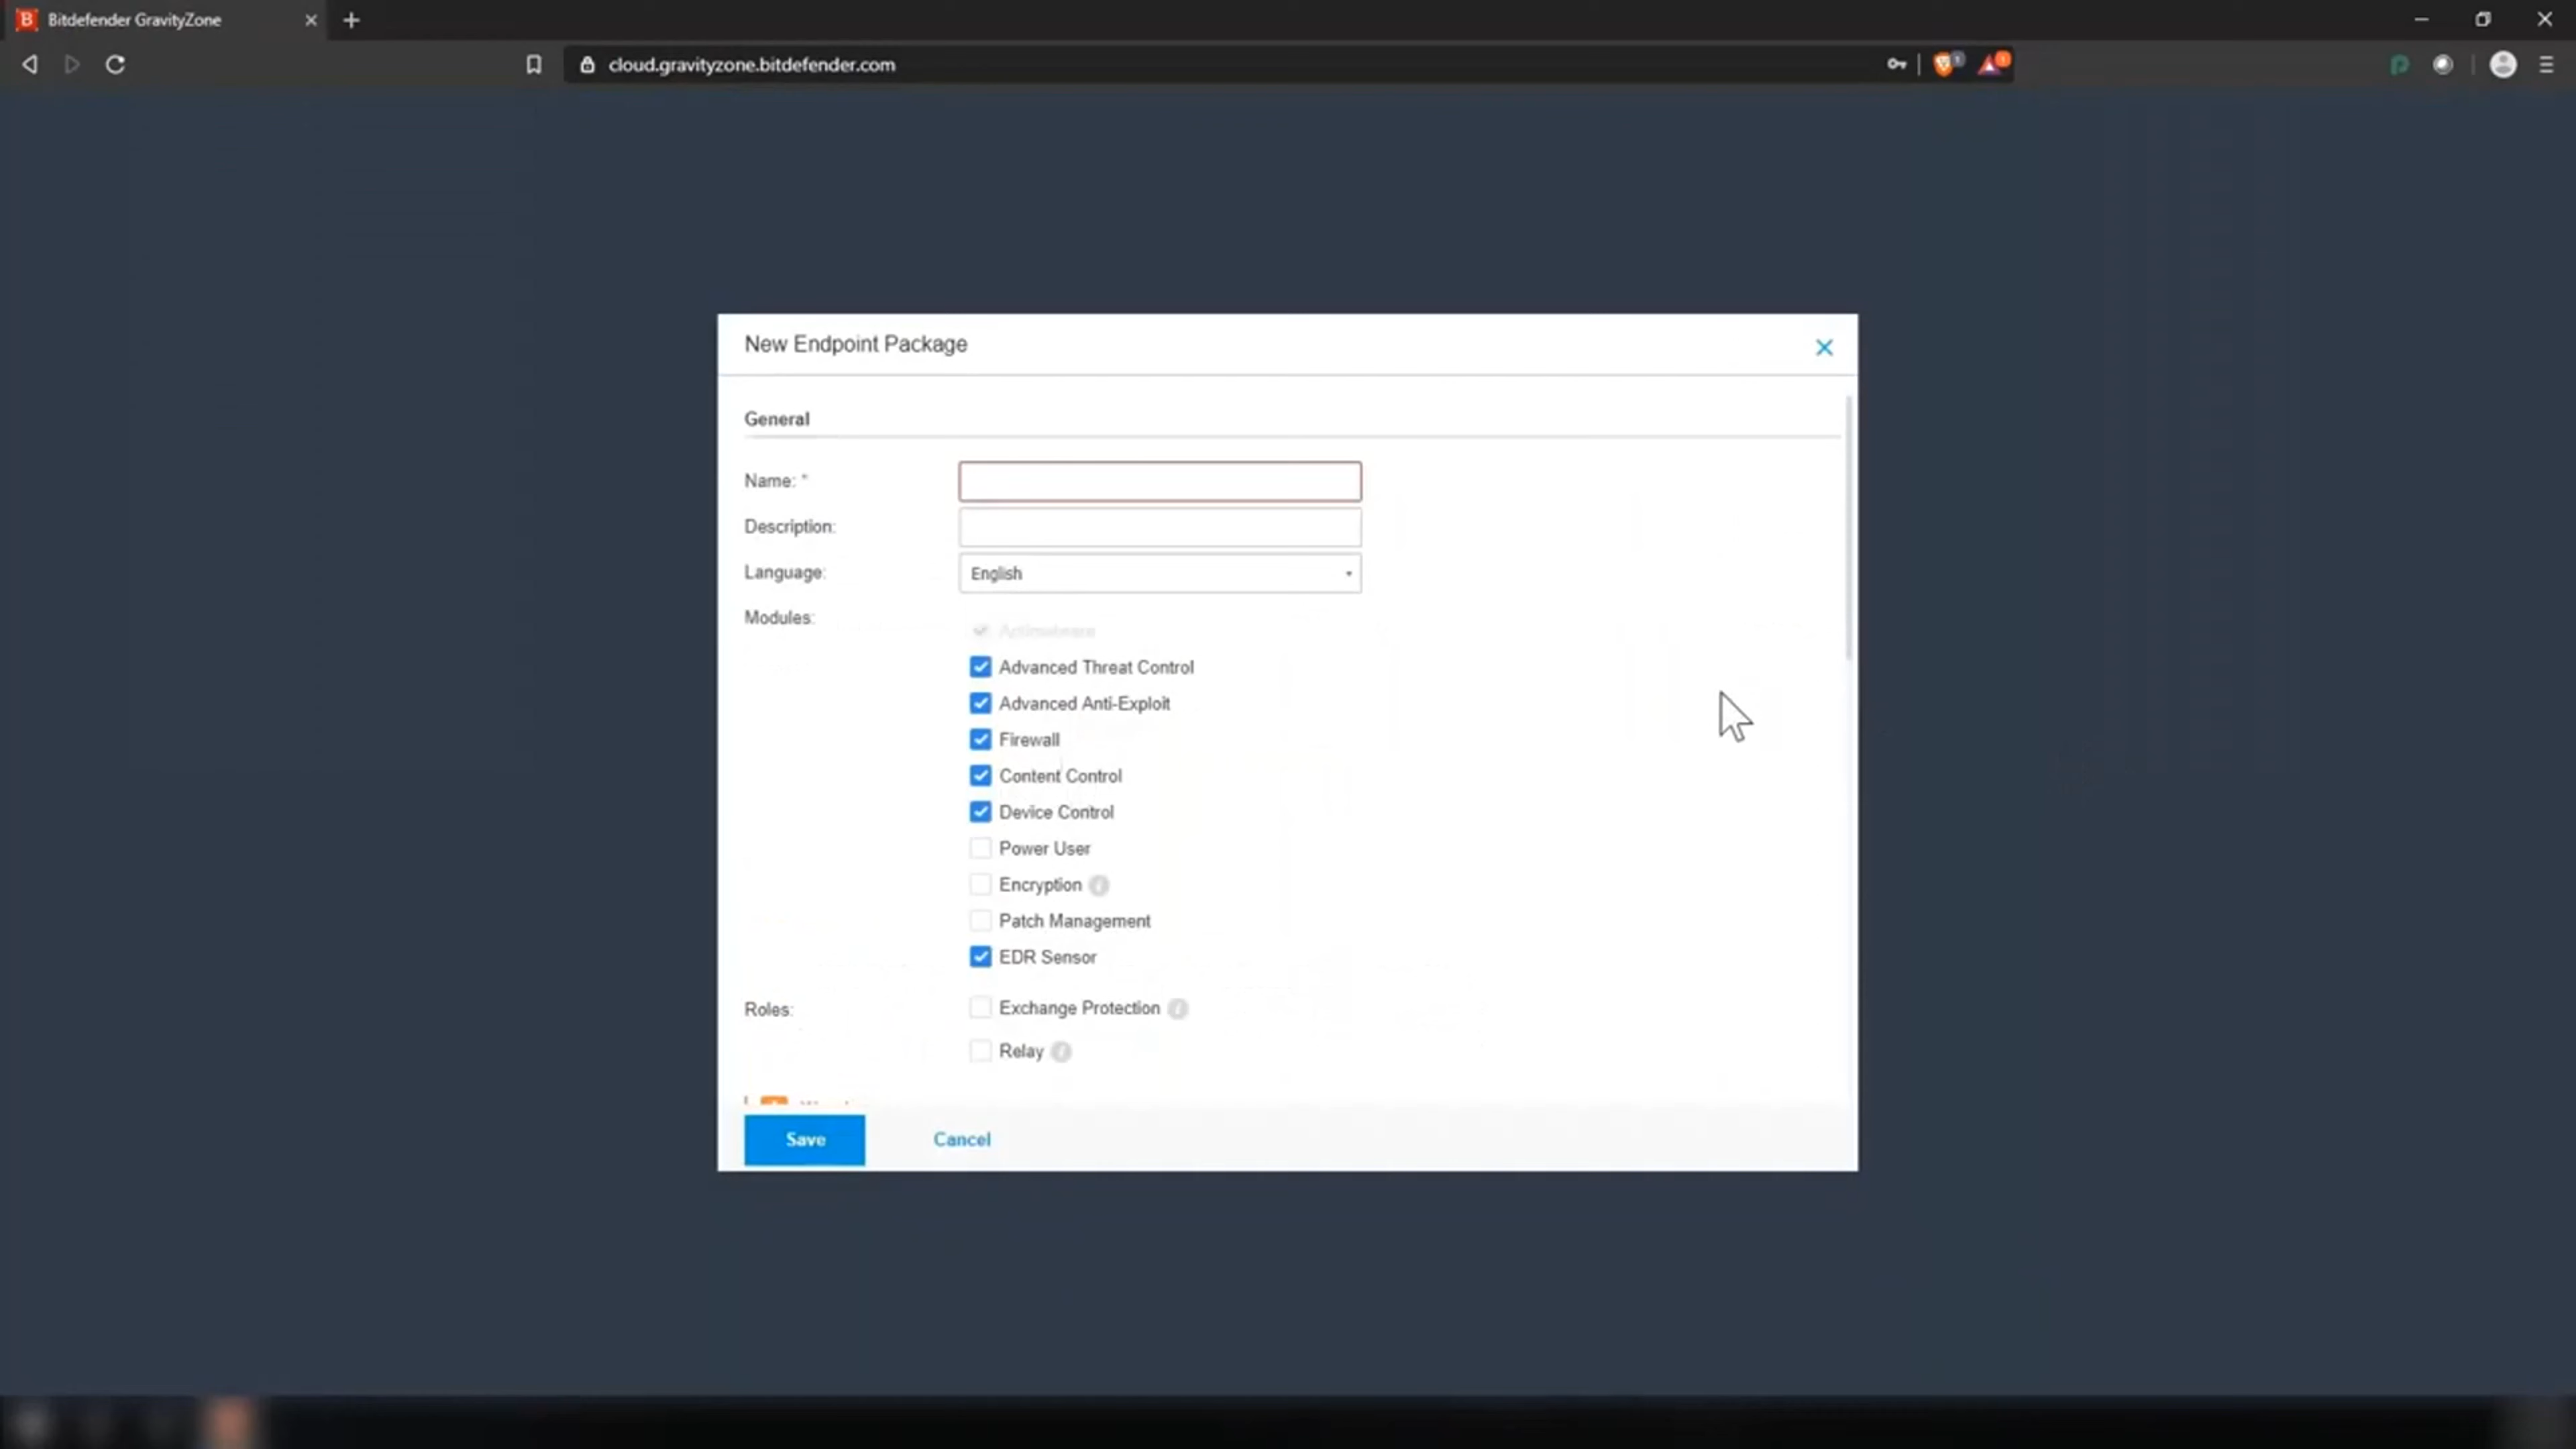 Bitdefender GravityZone
cloud.gravityzone.bitdefender.com
New Endpoint Package
General
Name: *
Description:
Language: English
Modules:
Advanced Threat Control
Advanced Anti-Exploit
Firewall
Content Control
Device Control
Power User
Encryption
Patch Management
EDR Sensor
Roles: Exchange Protection
Relay
Save Cancel